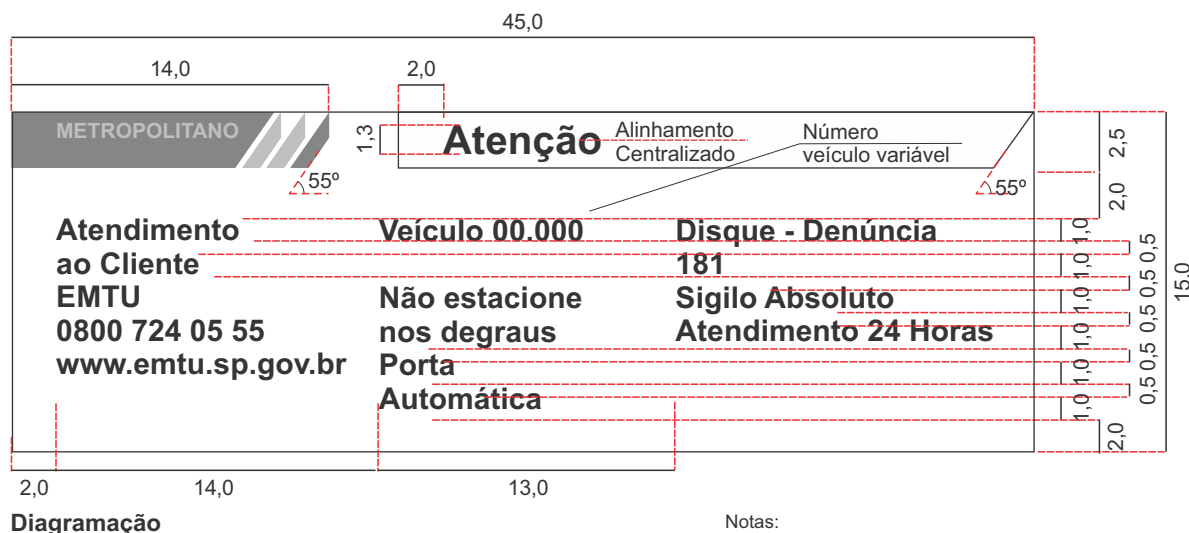 45,0
14,0
2,0
METROPOLITANO
1,3
Atenção
Alinhamento
Centralizado
Número
veículo variável
2,5
55º
55º
2,0
Atendimento
ao Cliente
EMTU
0800 724 05 55
www.emtu.sp.gov.br
Veículo 00.000
Não estacione
nos degraus
Porta
Automática
Disque - Denúncia
181
Sigilo Absoluto
Atendimento 24 Horas
1,0
0,5
1,0
0,5
1,0
0,5
1,0
0,5
1,0
0,5
1,0
2,0
15,0
2,0
14,0
13,0
Diagramação
Notas: